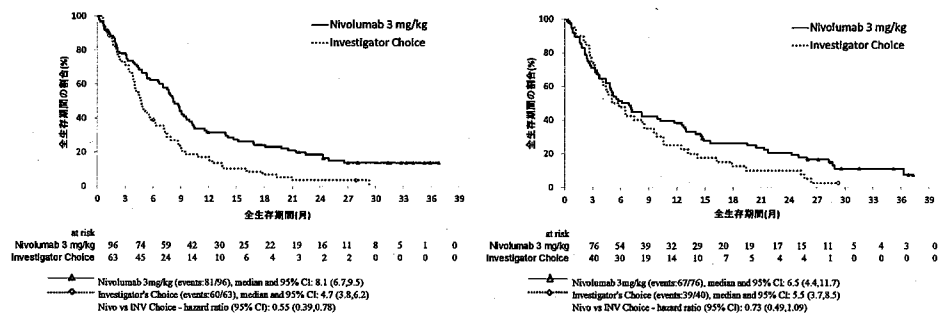 Nivolumab 3 mg/kg
Investigator Choice
全生存期間の割合(%)
100
80
60
40
20
0
0 3 6 9 12 15 18 21 24 27 30 33 36 39
全生存期間(月)
at risk
Nivolumab 3 mg/kg 96 74 59 42 30 25 22 19 16 11 8 5 1 0
Investigator Choice 63 45 24 14 10 6 4 3 2 2 0 0 0 0
Nivolumab 3mg/kg (events:81/96), median and 95% CI: 8.1 (6.7,9.5)
Investigator's Choice (events:60/63), median and 95% CI: 4.7 (3.8,6.2)
Nivo vs INV Choice - hazard ratio (95% CI): 0.55 (0.39,0.78)
Nivolumab 3 mg/kg
Investigator Choice
全生存期間の割合(%)
100
80
60
40
20
0
0 3 6 9 12 15 18 21 24 27 30 33 36 39
全生存期間(月)
at risk
Nivolumab 3 mg/kg 76 54 39 32 29 20 19 17 15 11 5 4 3 0
Investigator Choice 40 30 19 14 10 7 5 4 4 1 0 0 0 0
Nivolumab 3mg/kg (events:67/76), median and 95% CI: 6.5 (4.4,11.7)
Investigator's Choice (events:39/40), median and 95% CI: 5.5 (3.7,8.5)
Nivo vs INV Choice - hazard ratio (95% CI): 0.73 (0.49,1.09)